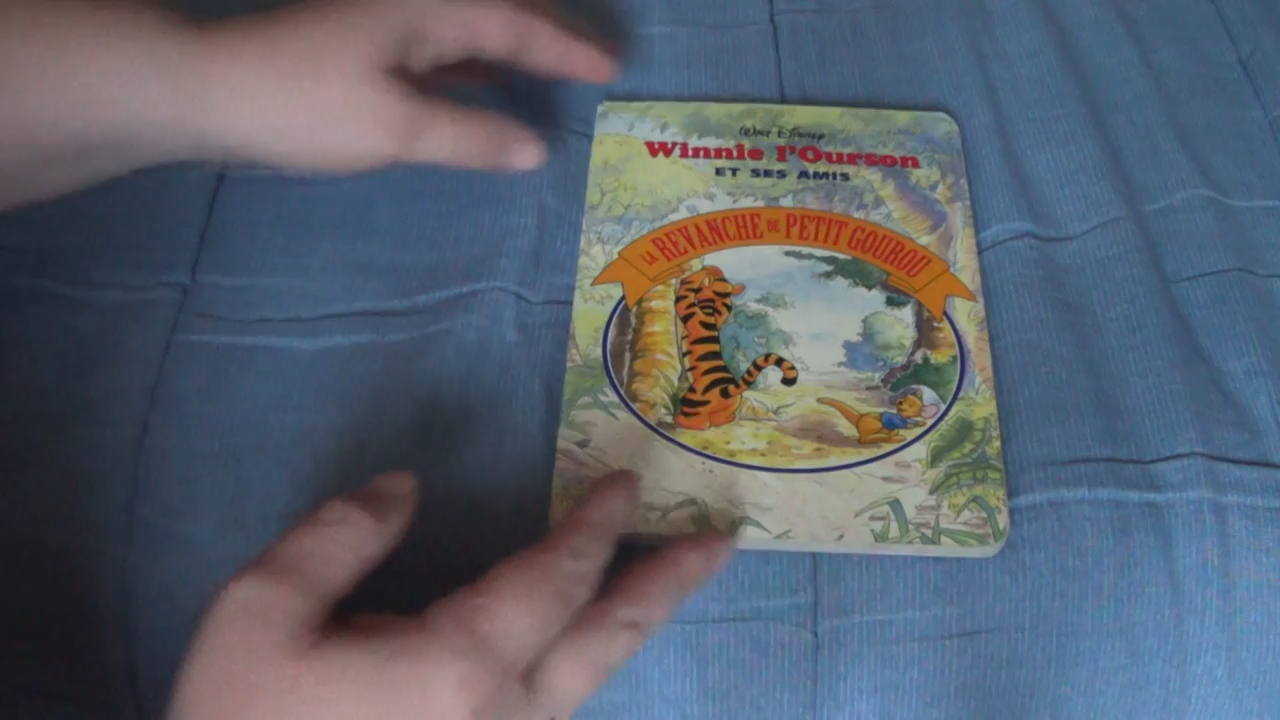 Walt Disney
Winnie l'Ourson
ET SES AMIS
LA REVANCHE DE PETIT GOUROU